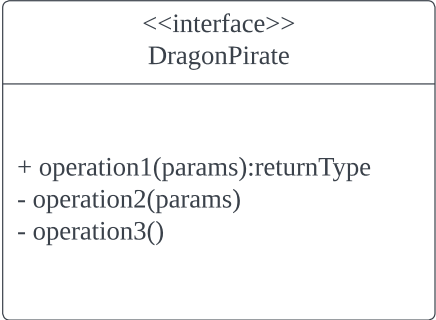 <<interface>>
DragonPirate
+ operation1(params):returnType
- operation2(params)
- operation3()